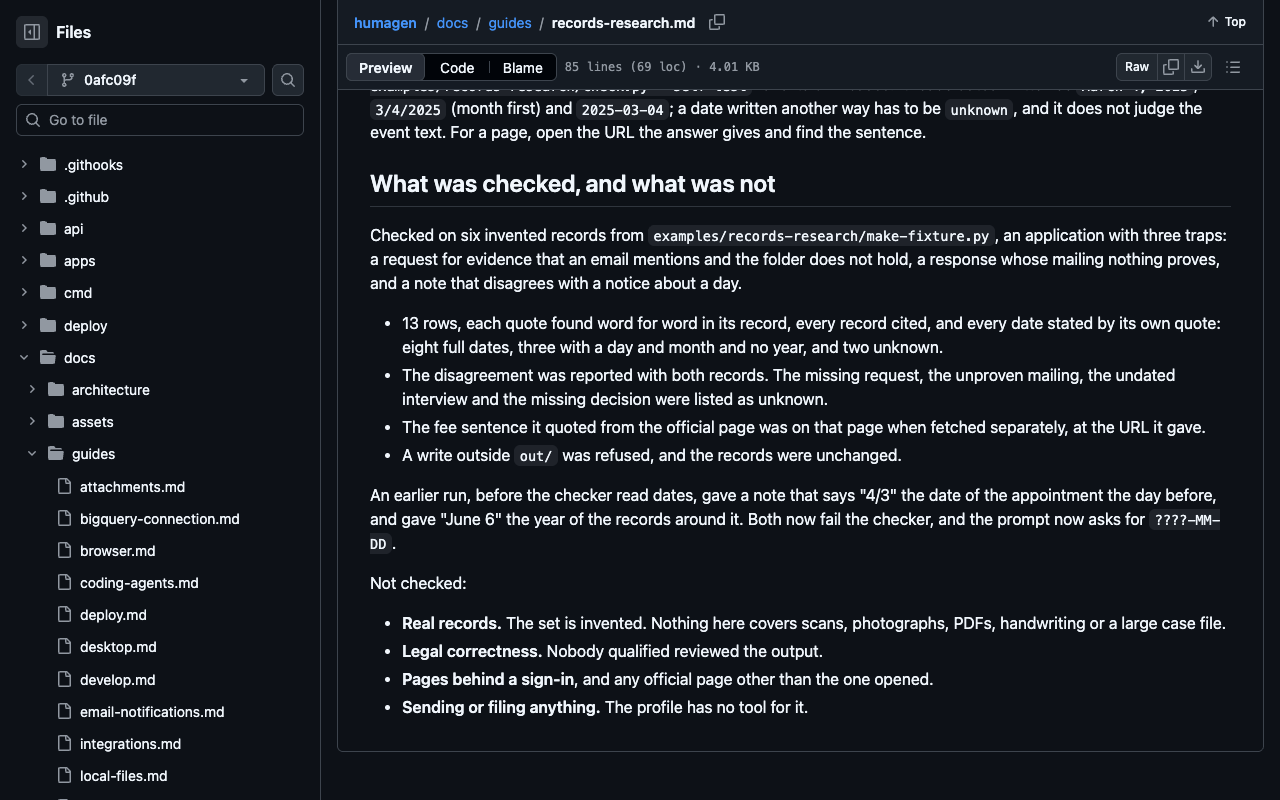 Files
humagen / docs / guides / records-research.md
Top
0afc09f
Preview Code Blame 85 lines (69 loc) · 4.01 KB Raw
Go to file
.githooks
.github
api
apps
cmd
deploy
docs
architecture
assets
guides
attachments.md
bigquery-connection.md
browser.md
coding-agents.md
deploy.md
desktop.md
develop.md
email-notifications.md
integrations.md
local-files.md
3/4/2025 (month first) and 2025-03-04; a date written another way has to be unknown, and it does not judge the
event text. For a page, open the URL the answer gives and find the sentence.
What was checked, and what was not
Checked on six invented records from examples/records-research/make-fixture.py, an application with three traps:
a request for evidence that an email mentions and the folder does not hold, a response whose mailing nothing proves,
and a note that disagrees with a notice about a day.
• 13 rows, each quote found word for word in its record, every record cited, and every date stated by its own quote:
eight full dates, three with a day and month and no year, and two unknown.
• The disagreement was reported with both records. The missing request, the unproven mailing, the undated
interview and the missing decision were listed as unknown.
• The fee sentence it quoted from the official page was on that page when fetched separately, at the URL it gave.
• A write outside out/ was refused, and the records were unchanged.
An earlier run, before the checker read dates, gave a note that says "4/3" the date of the appointment the day before,
and gave "June 6" the year of the records around it. Both now fail the checker, and the prompt now asks for ????-MM-
DD.
Not checked:
• Real records. The set is invented. Nothing here covers scans, photographs, PDFs, handwriting or a large case file.
• Legal correctness. Nobody qualified reviewed the output.
• Pages behind a sign-in, and any official page other than the one opened.
• Sending or filing anything. The profile has no tool for it.